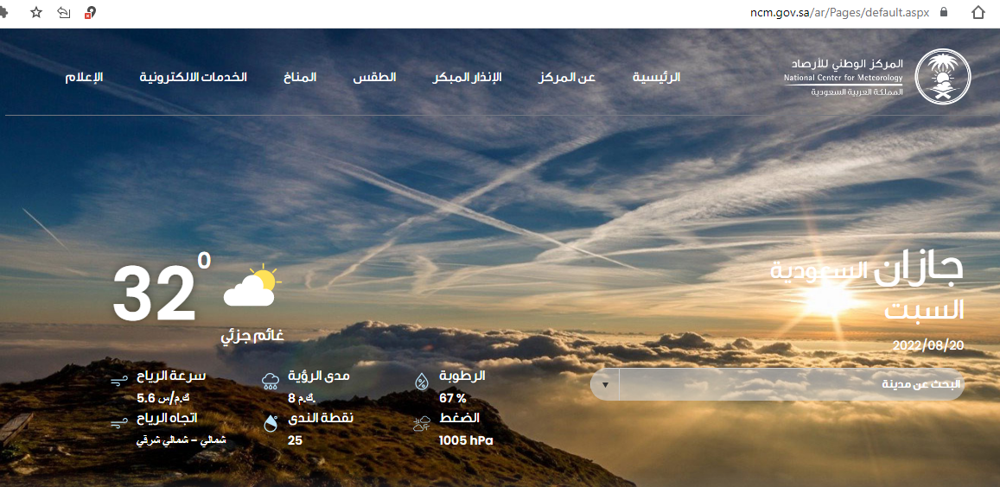 ncm.gov.sa/ar/Pages/default.aspx
المركز الوطني للأرصاد
National Center for Meteorology
المملكة العربية السعودية
الرئيسية
عن المركز
الإنذار المبكر
الطقس
المناخ
الخدمات الالكترونية
الإعلام
جازان السعودية
السبت
2022/08/20
البحث عن مدينة
32°
غائم جزئي
الرطوبة
67 %
مدى الرؤية
8 ك.م
سرعة الرياح
5.6 ك.م/س
الضغط
1005 hPa
نقطة الندى
25
اتجاه الرياح
شمالي - شمالي شرقي